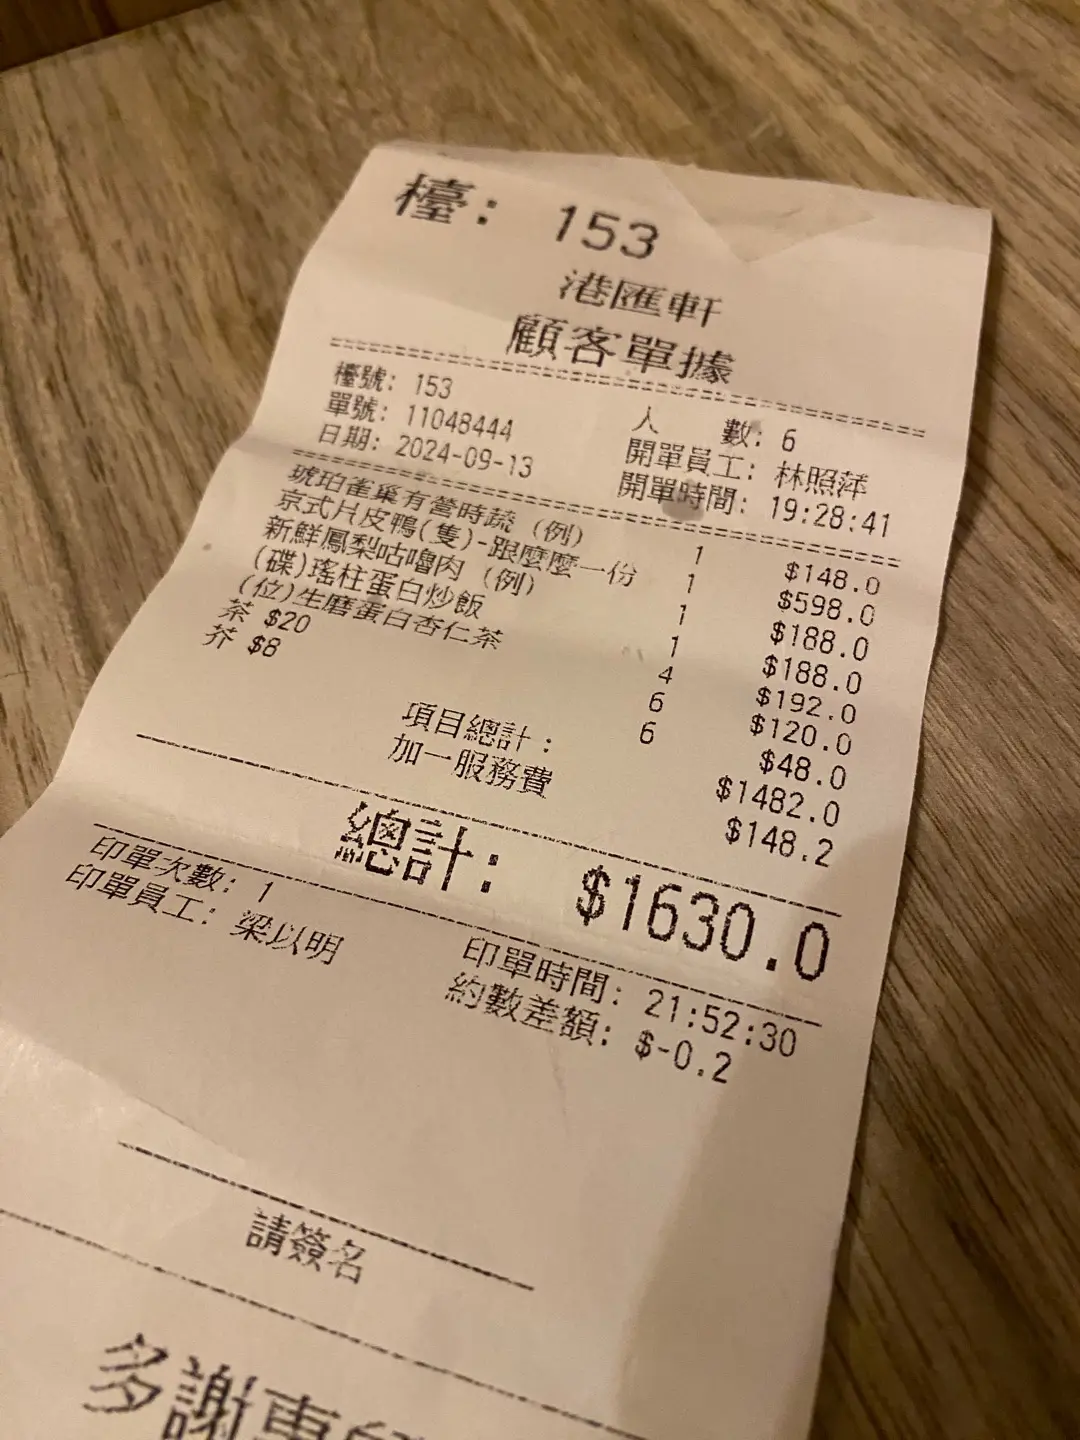 檯: 153
港匯軒
顧客單據
檯號: 153 人 數: 6
單號: 11048444 開單員工: 林照萍
日期: 2024-09-13 開單時間: 19:28:41
琥珀雀巢有營時蔬 (例) 1 $148.0
京式片皮鴨(隻)-跟麼麼一份 1 $598.0
新鮮鳳梨咕嚕肉 (例) 1 $188.0
(碟)瑤柱蛋白炒飯 1 $188.0
(位)生磨蛋白杏仁茶 4 $192.0
茶 $20 6 $120.0
芥 $8 6 $48.0
項目總計: $1482.0
加一服務費 $148.2
總計: $1630.0
印單次數: 1
印單員工: 梁以明 印單時間: 21:52:30
約數差額: $-0.2
請簽名
多謝惠